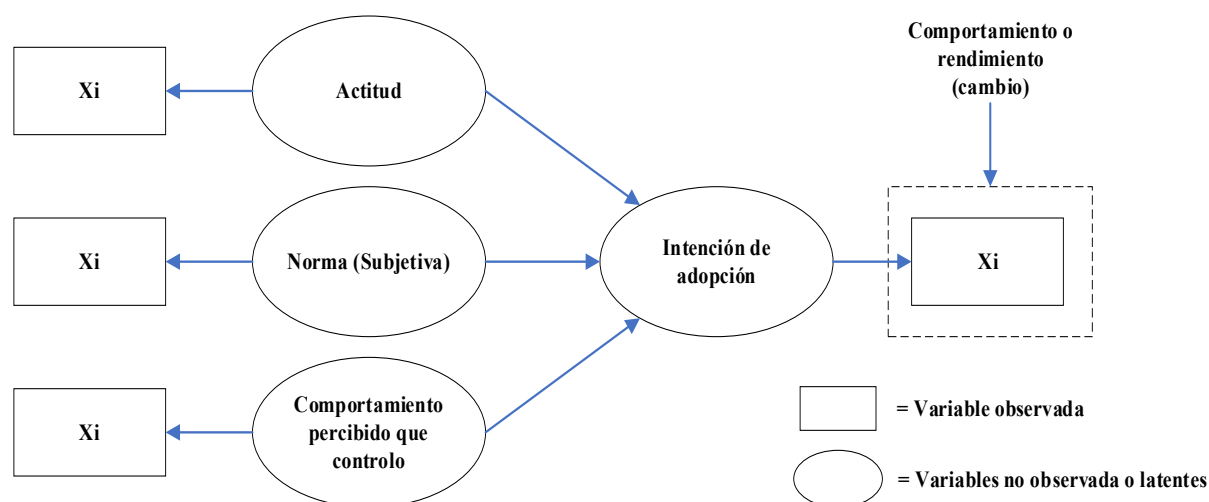 Xi
Actitud
Comportamiento o
rendimiento
(cambio)
Xi
Norma (Subjetiva)
Intención de
adopción
Xi
Xi
Comportamiento
percibido que
controlo
= Variable observada
= Variables no observada o latentes